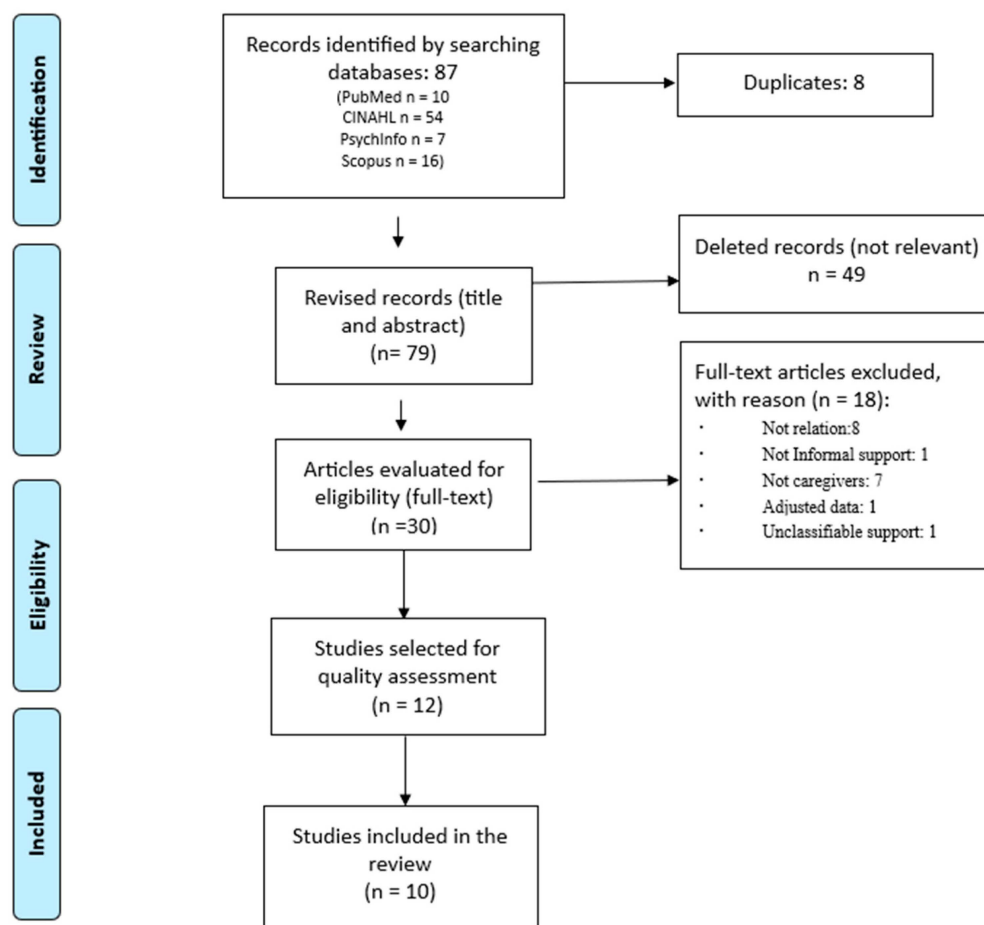 Identification
Records identified by searching
databases: 87
(PubMed n = 10
CINAHL n = 54
PsychInfo n = 7
Scopus n = 16)
Duplicates: 8
Review
Revised records (title
and abstract)
(n= 79)
Deleted records (not relevant)
n = 49
Eligibility
Articles evaluated for
eligibility (full-text)
(n =30)
Full-text articles excluded,
with reason (n = 18):
· Not relation:8
· Not Informal support: 1
· Not caregivers: 7
· Adjusted data: 1
· Unclassifiable support: 1
Studies selected for
quality assessment
(n = 12)
Included
Studies included in the
review
(n = 10)